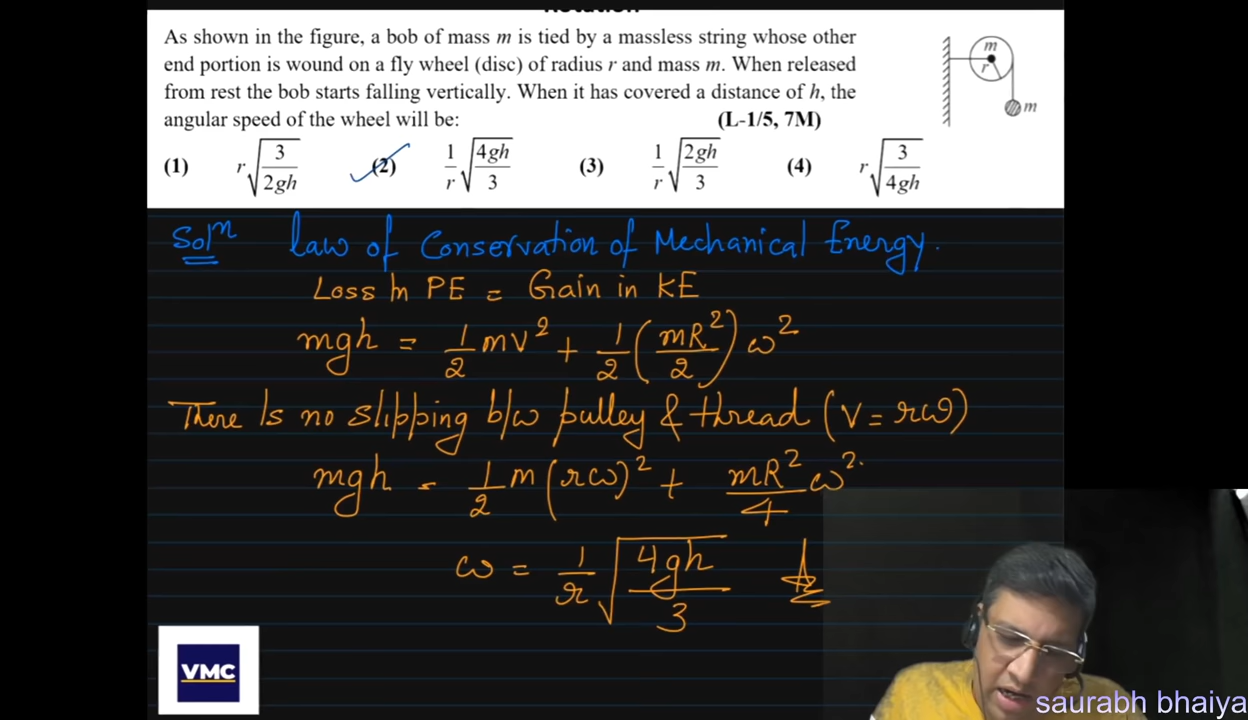 Rotation
As shown in the figure, a bob of mass m is tied by a massless string whose other
end portion is wound on a fly wheel (disc) of radius r and mass m. When released
from rest the bob starts falling vertically. When it has covered a distance of h, the
angular speed of the wheel will be: (L-1/5, 7M)
m
r
m
(1) r√(3/2gh) (2) 1/r √(4gh/3) (3) 1/r √(2gh/3) (4) r√(3/4gh)
Solⁿ Law of Conservation of Mechanical Energy.
Loss In PE = Gain in KE
mgh = 1/2 mv² + 1/2 (mR²/2) ω²
There Is no slipping b/w pulley & thread (V = rω)
mgh = 1/2 m (rω)² + mR²/4 ω²
ω = 1/r √(4gh/3) A
VMC
saurabh bhaiya